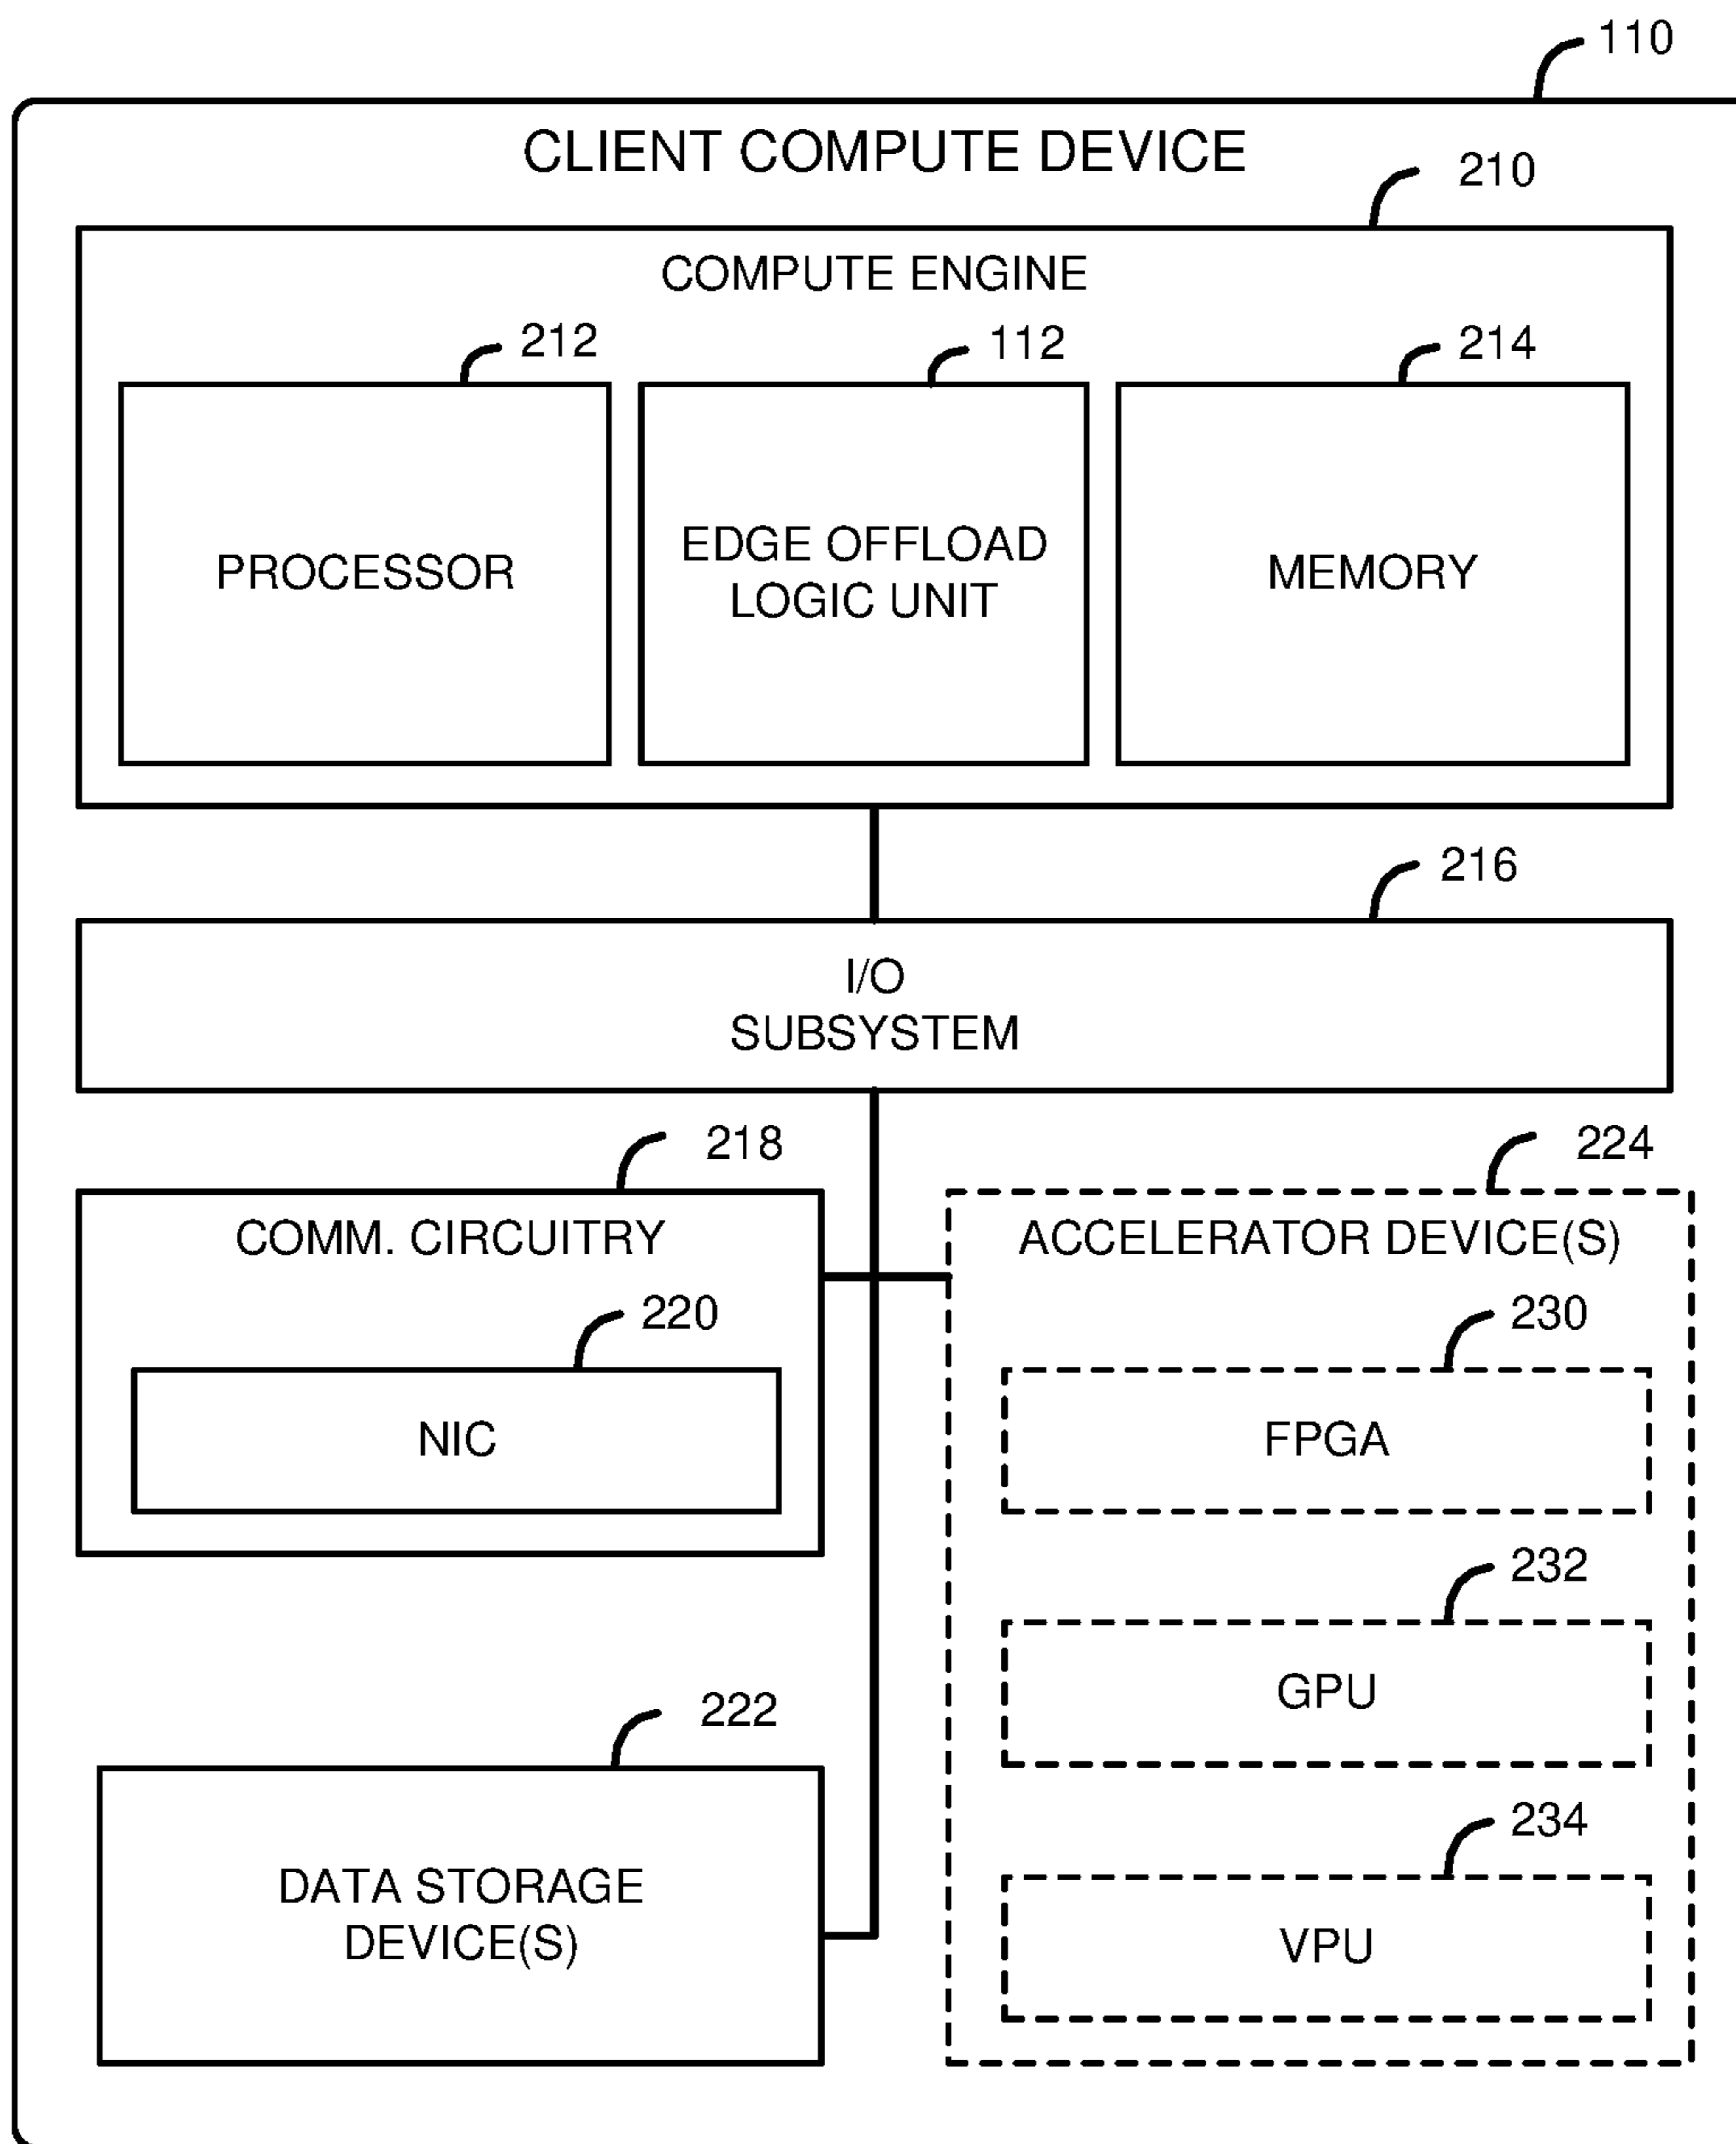 110
CLIENT COMPUTE DEVICE
210
COMPUTE ENGINE
212
112
214
PROCESSOR
EDGE OFFLOAD
LOGIC UNIT
MEMORY
216
I/O
SUBSYSTEM
218
224
COMM. CIRCUITRY
ACCELERATOR DEVICE(S)
220
230
NIC
FPGA
232
GPU
222
234
DATA STORAGE
DEVICE(S)
VPU